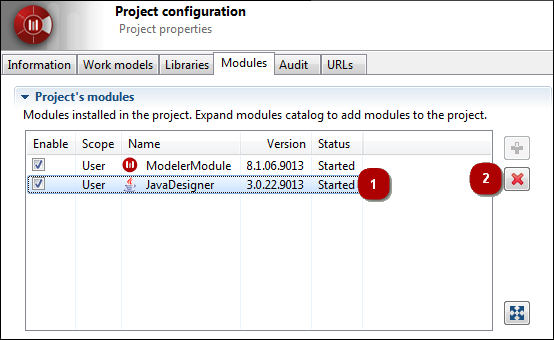 Project configuration
Project properties
Information Work models Libraries Modules Audit URLs
Project's modules
Modules installed in the project. Expand modules catalog to add modules to the project.
Enable Scope Name Version Status
User ModelerModule 8.1.06.9013 Started
User JavaDesigner 3.0.22.9013 Started 1
2